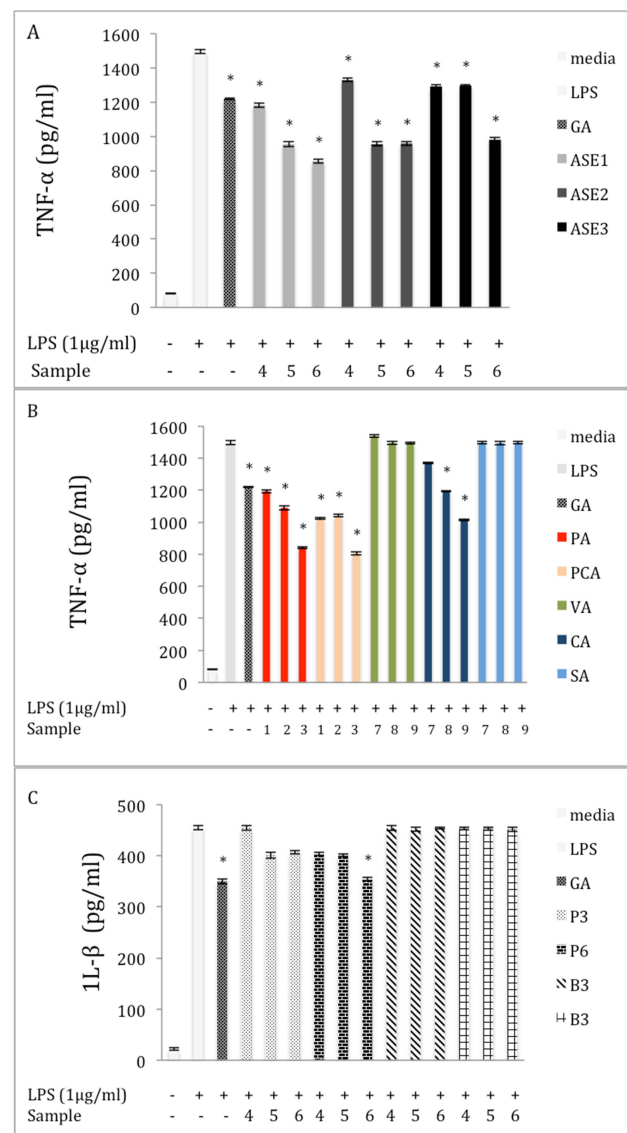 A
TNF-α (pg/ml)
1600
1400
1200
1000
800
600
400
200
0
* * * * * * * * * *
media
LPS
GA
ASE1
ASE2
ASE3
LPS (1µg/ml) - + + + + + + + + + + +
Sample - - - 4 5 6 4 5 6 4 5 6
B
TNF-α (pg/ml)
1600
1400
1200
1000
800
600
400
200
0
* * * * * * * * *
media
LPS
GA
PA
PCA
VA
CA
SA
LPS (1µg/ml) - + + + + + + + + + + + + + + + + +
Sample - - - 1 2 3 1 2 3 7 8 9 7 8 9 7 8 9
C
1L-β (pg/ml)
500
400
300
200
100
0
* *
media
LPS
GA
P3
P6
B3
B3
LPS (1µg/ml) - + + + + + + + + + + + + + +
Sample - - - 4 5 6 4 5 6 4 5 6 4 5 6